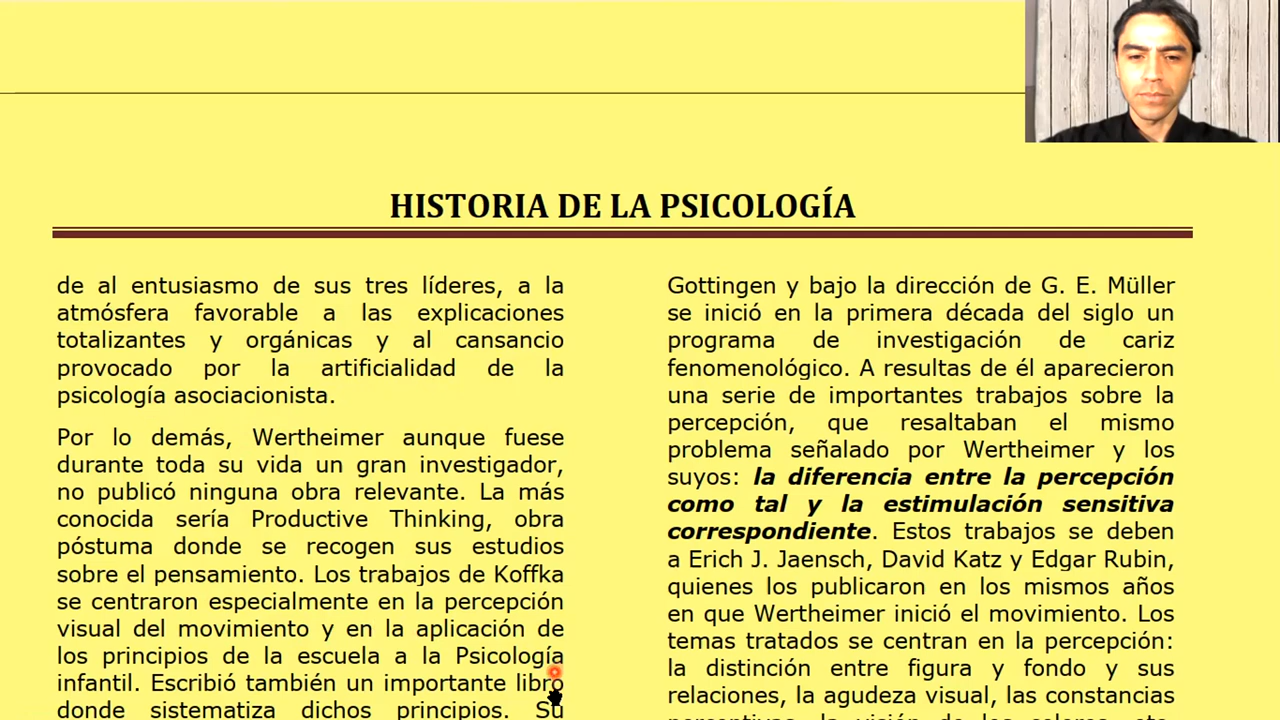 HISTORIA DE LA PSICOLOGÍA
de al entusiasmo de sus tres líderes, a la
atmósfera favorable a las explicaciones
totalizantes y orgánicas y al cansancio
provocado por la artificialidad de la
psicología asociacionista.
Por lo demás, Wertheimer aunque fuese
durante toda su vida un gran investigador,
no publicó ninguna obra relevante. La más
conocida sería Productive Thinking, obra
póstuma donde se recogen sus estudios
sobre el pensamiento. Los trabajos de Koffka
se centraron especialmente en la percepción
visual del movimiento y en la aplicación de
los principios de la escuela a la Psicología
infantil. Escribió también un importante libro
donde sistematiza dichos principios. Su
Gottingen y bajo la dirección de G. E. Müller
se inició en la primera década del siglo un
programa de investigación de cariz
fenomenológico. A resultas de él aparecieron
una serie de importantes trabajos sobre la
percepción, que resaltaban el mismo
problema señalado por Wertheimer y los
suyos: la diferencia entre la percepción
como tal y la estimulación sensitiva
correspondiente. Estos trabajos se deben
a Erich J. Jaensch, David Katz y Edgar Rubin,
quienes los publicaron en los mismos años
en que Wertheimer inició el movimiento. Los
temas tratados se centran en la percepción:
la distinción entre figura y fondo y sus
relaciones, la agudeza visual, las constancias